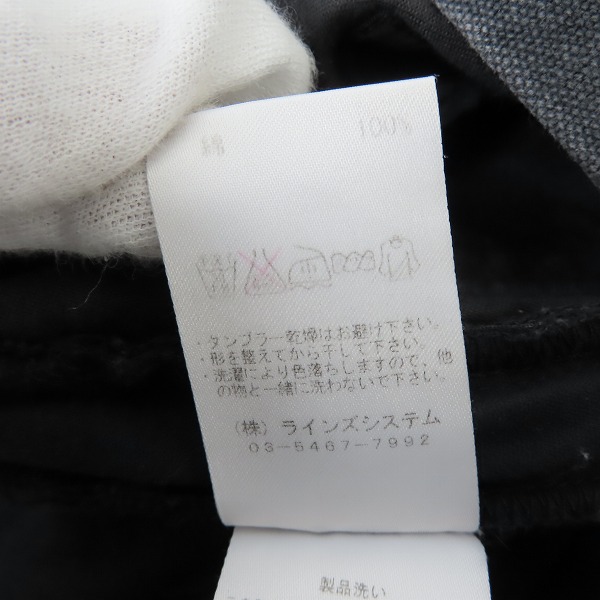 綿 100%
・タンブラー乾燥はお避け下さい。
・形を整えてから干して下さい。
・洗濯により色落ちしますので、他
の物と一緒に洗わないで下さい。
(株) ラインズシステム
03-5467-7992
製品洗い